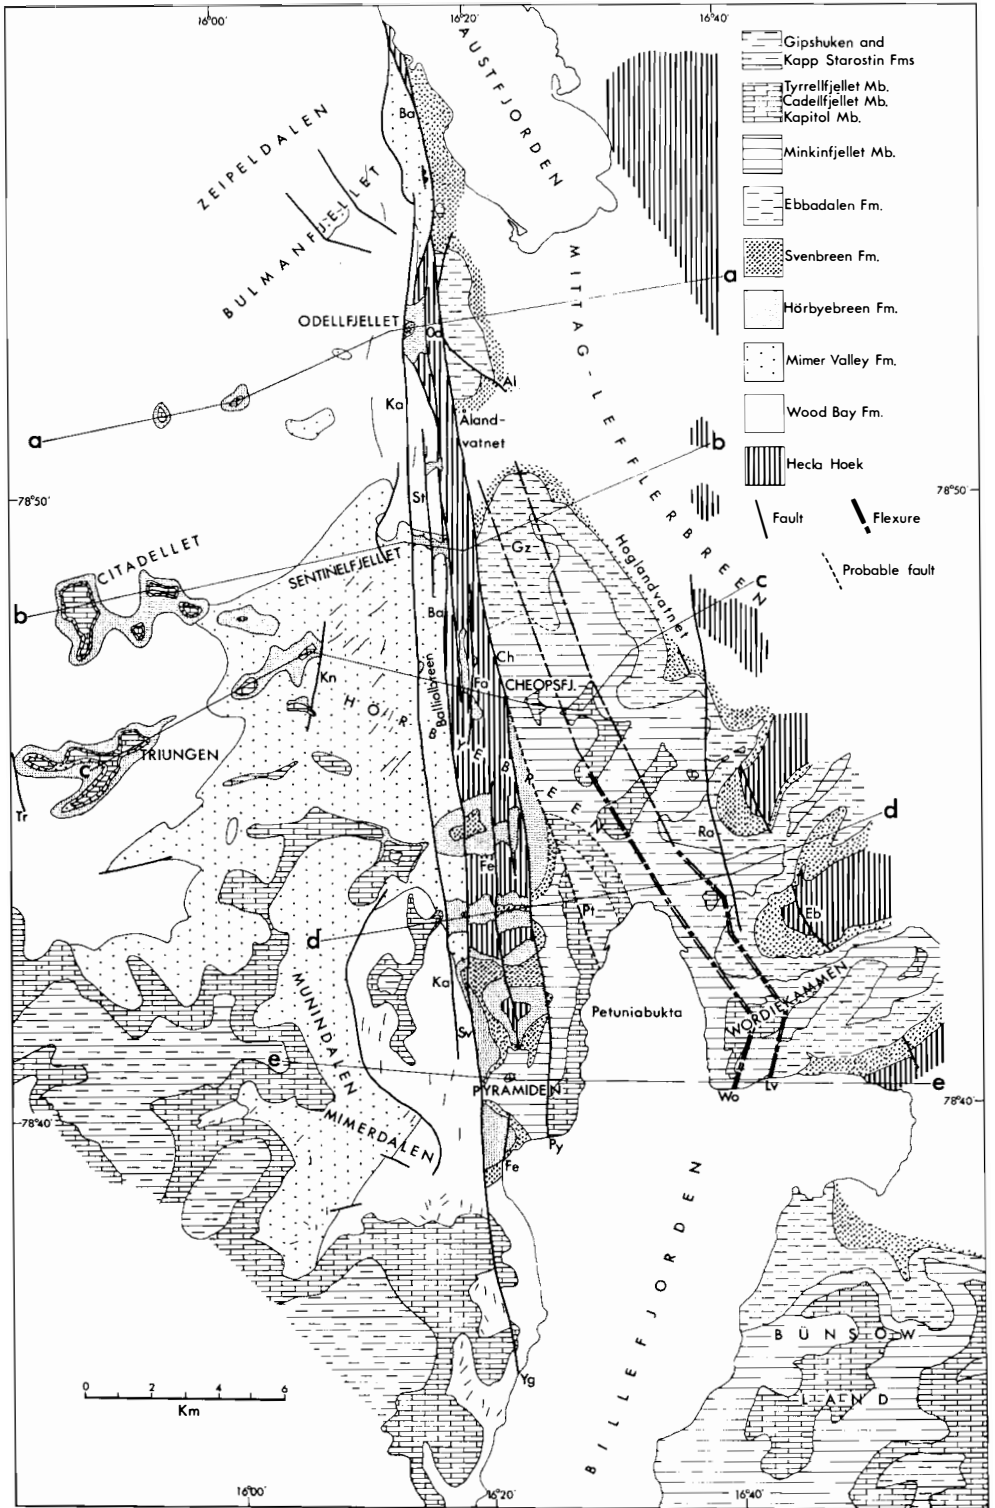 16°00'
16°20'
16°40'
AUSTFJORDEN
Gipshuken and
Kapp Starostin Fms
Tyrrellfjellet Mb.
Cadellfjellet Mb.
Kapitol Mb.
Minkinfjellet Mb.
Ebbadalen Fm.
Svenbreen Fm.
Hörbyebreen Fm.
Mimer Valley Fm.
Wood Bay Fm.
Hecla Hoek
Fault
Flexure
Probable fault
ZEIPELDALEN
BULMANFJELLET
Ba
MITTAG-LEFFLERBREEN
ODELLFJELLET
Od
a
a
Al
Ka
Åland-
vatnet
b
78°50'
78°50'
St
Gz
Hoglandvatnet
CITADELLET
SENTINELFJELLET
b
c
Ba
Balliolbreen
Ch
Fa
CHEOPSFJ.
Kn
HÖIRBYEBREEN
TRIUNGEN
c
Tr
d
Ra
Fe
Pt
Eb
d
Ka
MUNINDALEN
Petuniabukta
WORDIEKAMMEN
Sv
e
PYRAMIDEN
e
Wo
Lv
78°40'
78°40'
MIMERDALEN
Py
Fe
BILLEFJORDEN
BÜNSOW
LAND
Yg
0 2 4 6
Km
16°00'
16°20'
16°40'